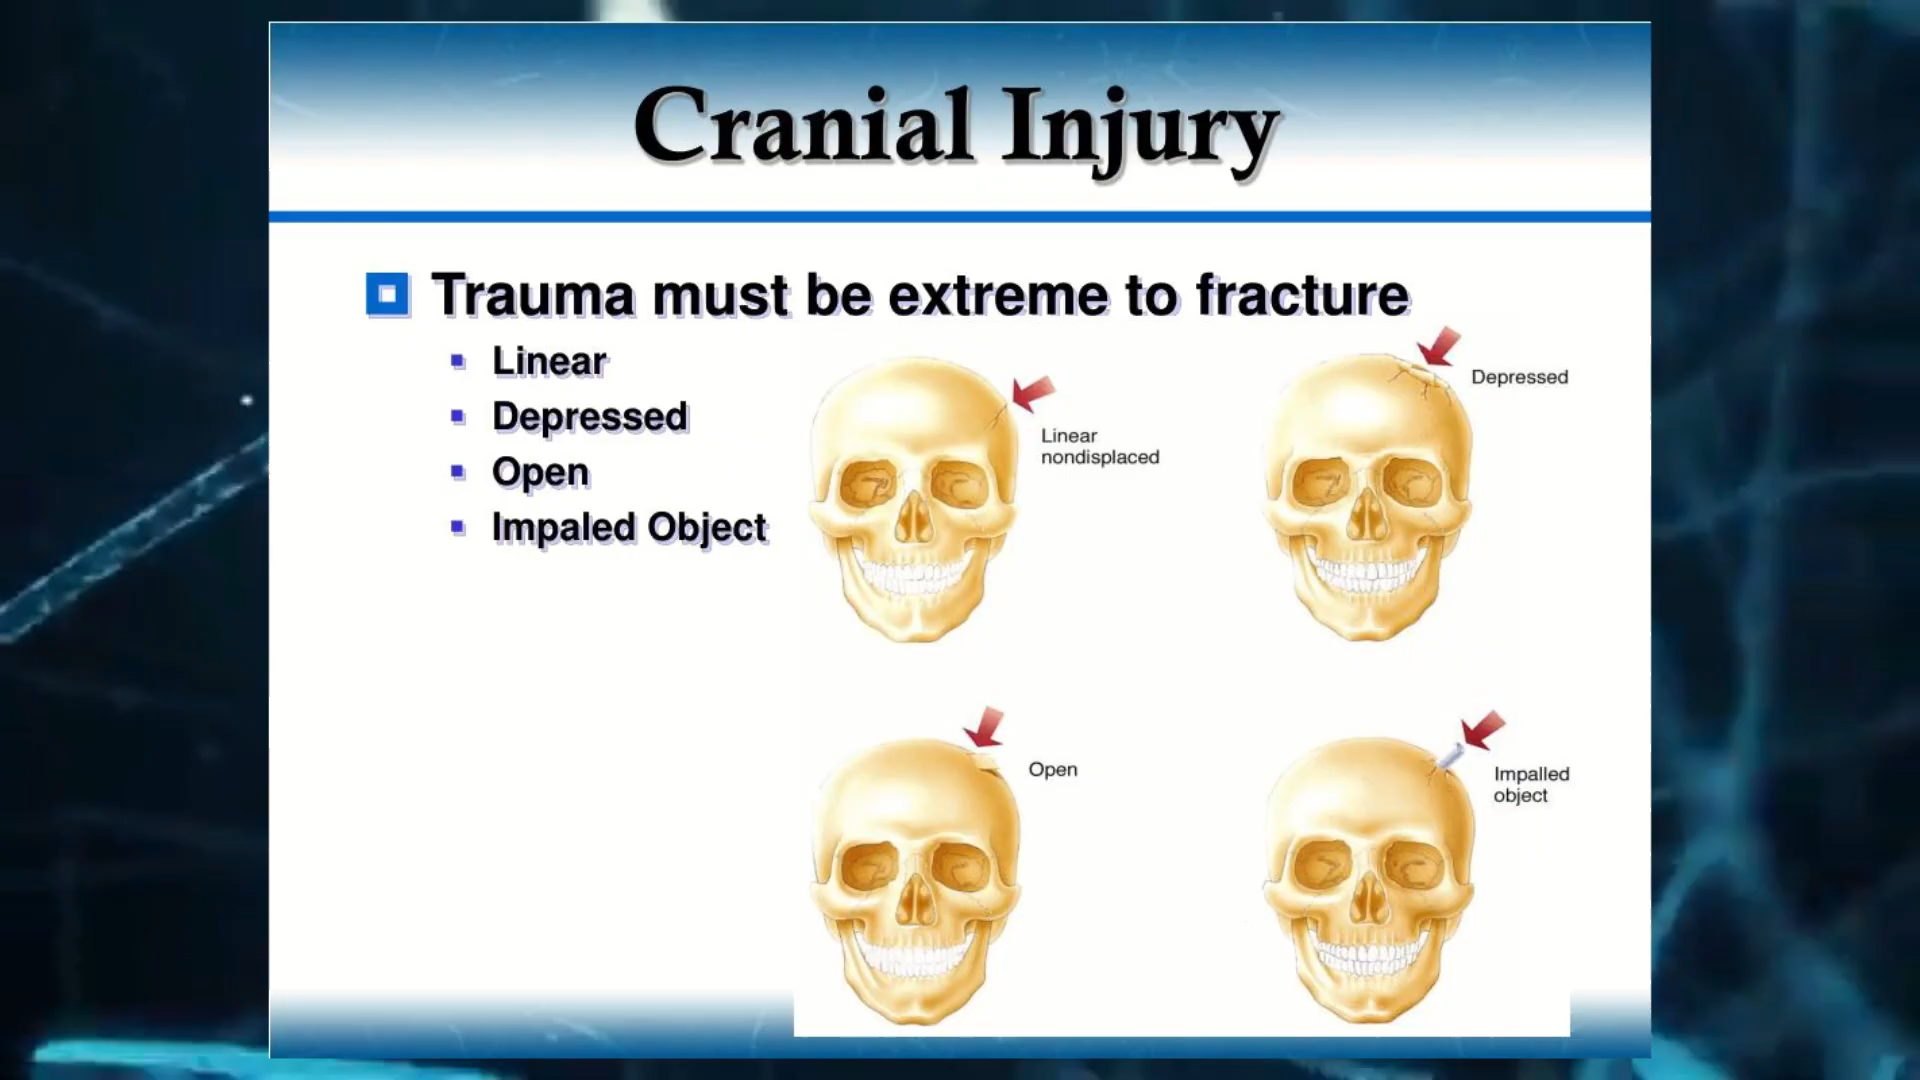 Cranial Injury
Trauma must be extreme to fracture
Linear
Depressed
Open
Impaled Object
Linear
nondisplaced
Depressed
Open
Impalled
object